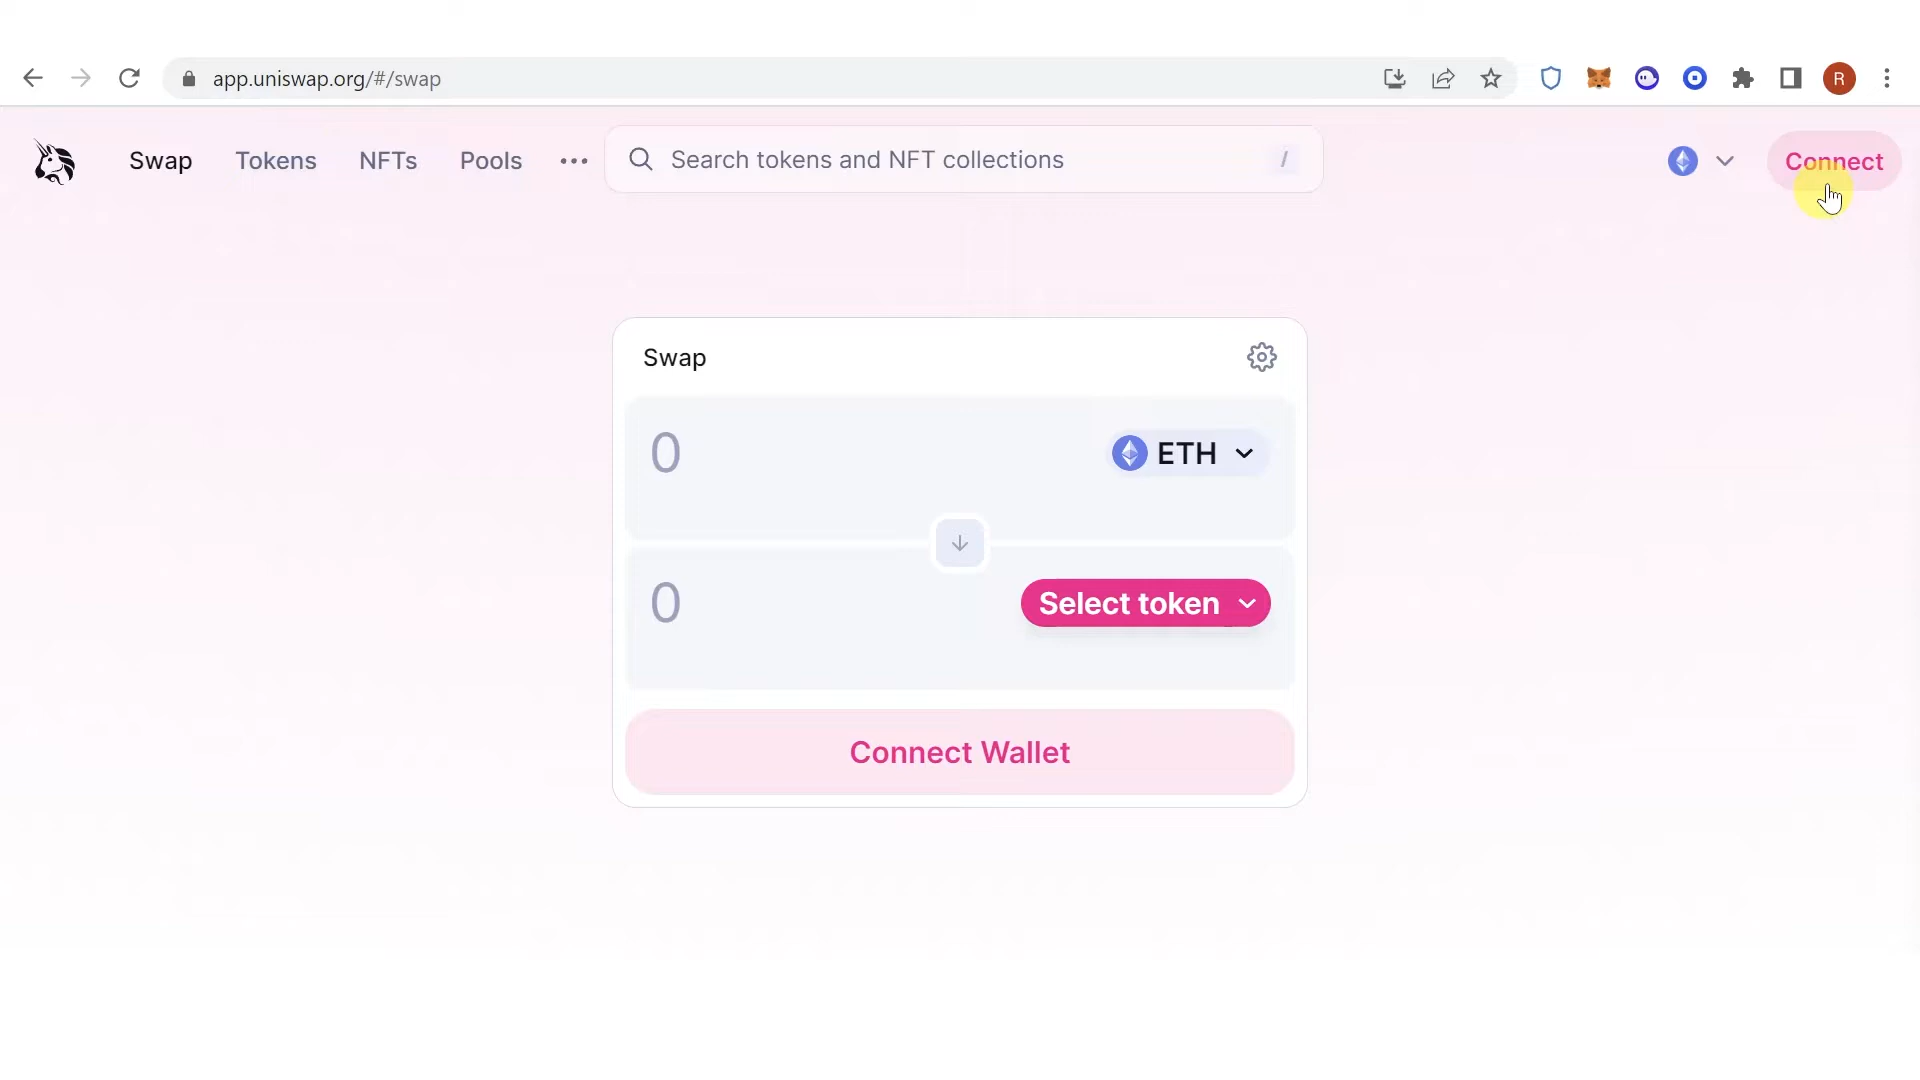 app.uniswap.org/#/swap
R
Swap
Tokens
NFTs
Pools
Search tokens and NFT collections
/
Connect
Swap
0
ETH
0
Select token
Connect Wallet